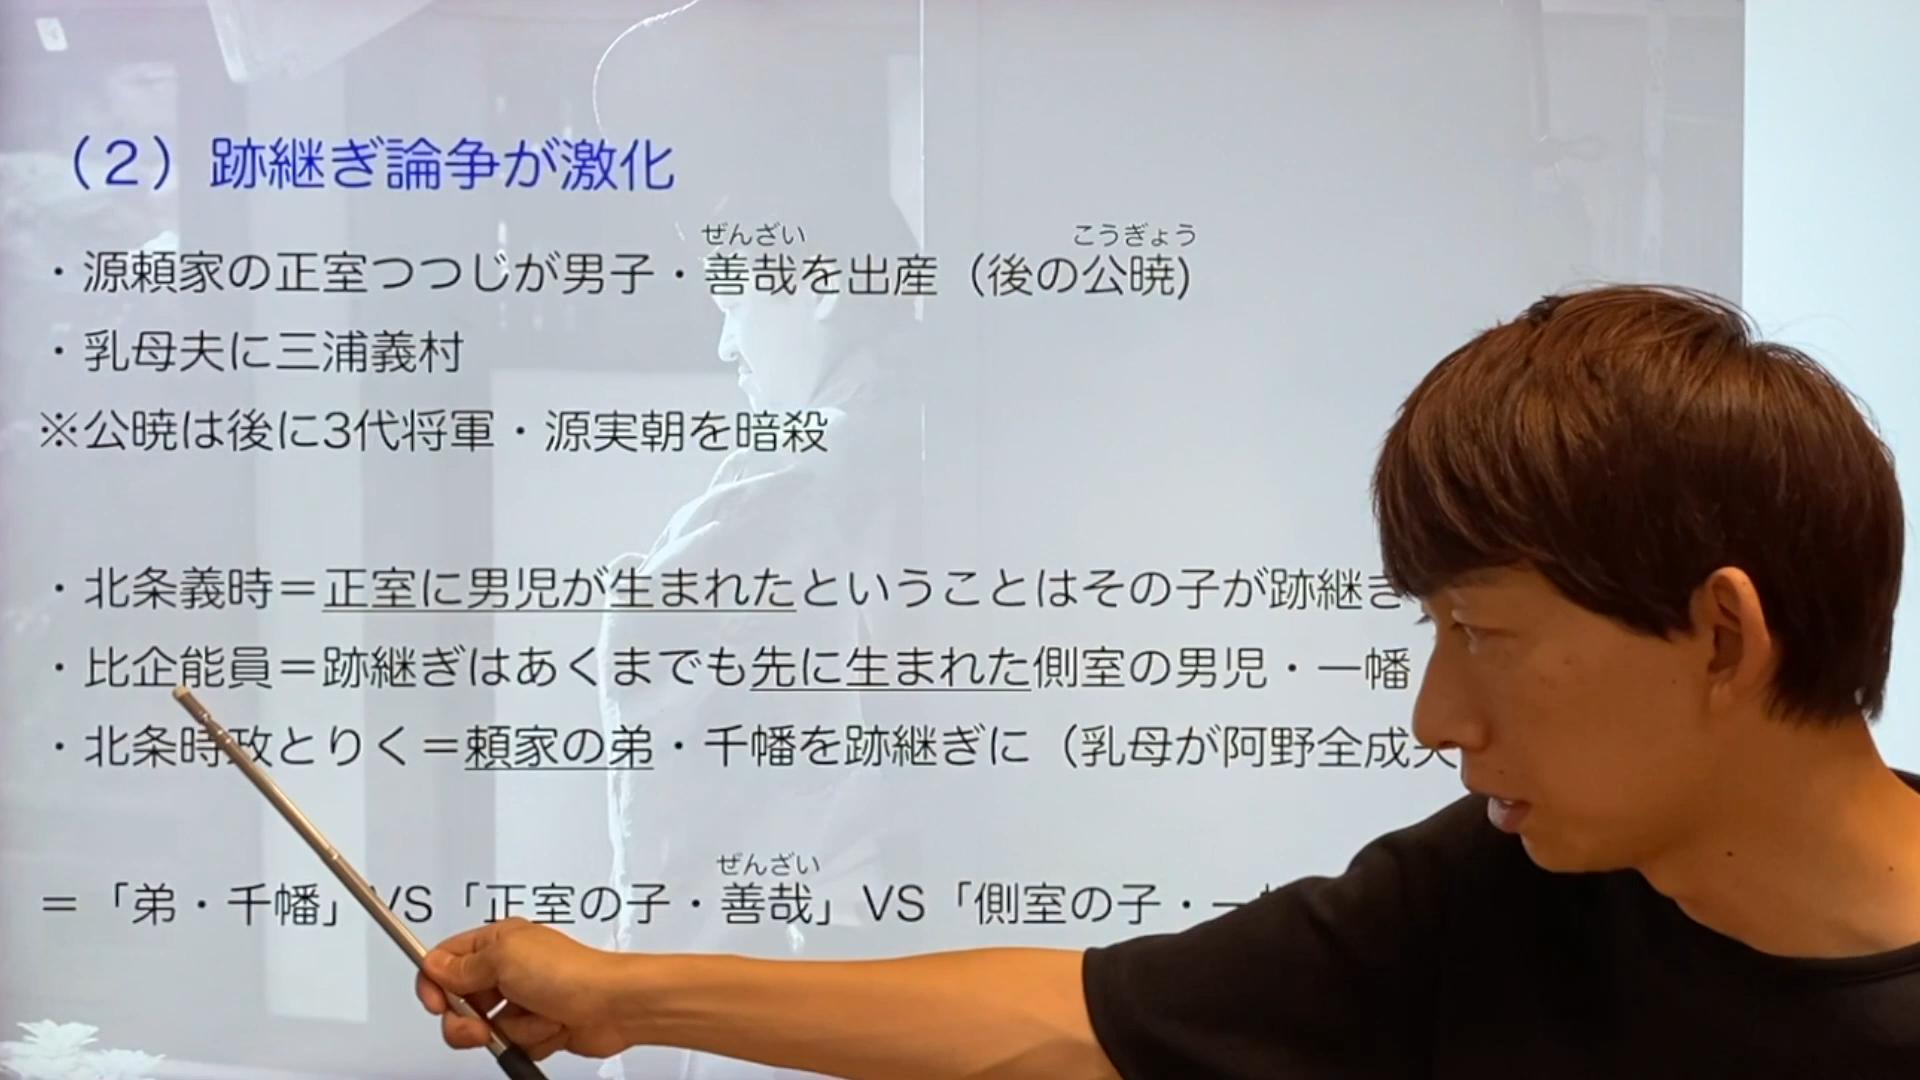 （２）跡継ぎ論争が激化
ぜんざい こうぎょう
・源頼家の正室つつじが男子・善哉を出産（後の公暁)
・乳母夫に三浦義村
※公暁は後に3代将軍・源実朝を暗殺
・北条義時＝正室に男児が生まれたということはその子が跡継ぎ
・比企能員＝跡継ぎはあくまでも先に生まれた側室の男児・一幡
・北条時政とりく＝頼家の弟・千幡を跡継ぎに（乳母が阿野全成
ぜんざい
＝「弟・千幡」VS「正室の子・善哉」VS「側室の子・一